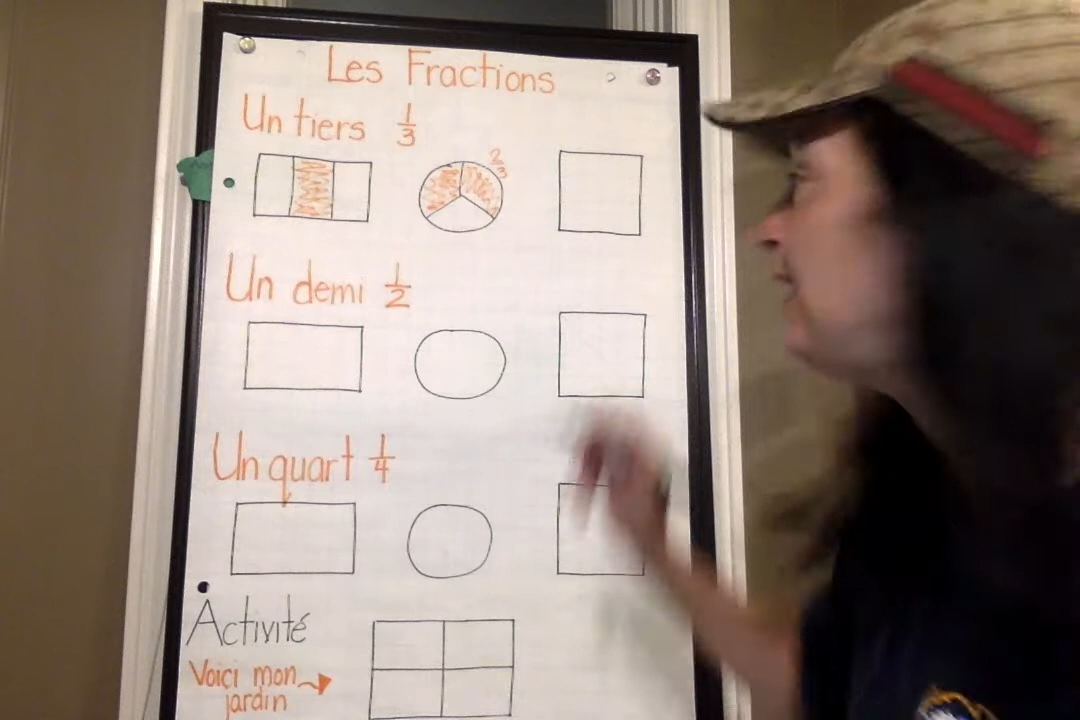 Les Fractions
Un tiers 1/3
2/3
Un demi 1/2
Un quart 1/4
Activité
Voici mon
jardin